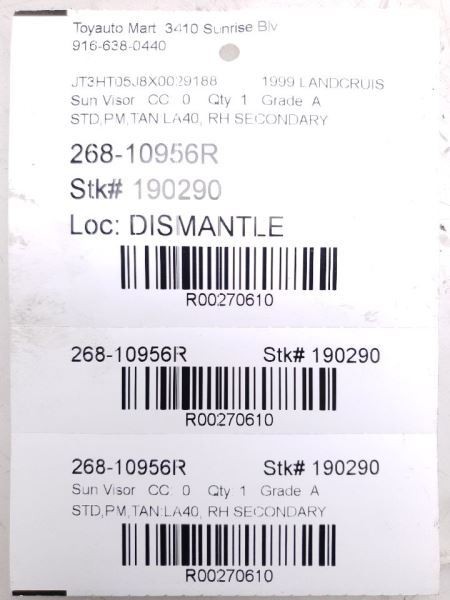 Toyauto Mart 3410 Sunrise Blv
916-638-0440
JT3HT05J8X0029188 1999 LANDCRUIS
Sun Visor CC: 0 Qty: 1 Grade A
STD,PM,TAN:LA40, RH SECONDARY
268-10956R
Stk# 190290
Loc: DISMANTLE
R00270610
268-10956R Stk# 190290
R00270610
268-10956R Stk# 190290
Sun Visor CC: 0 Qty: 1 Grade A
STD,PM,TAN:LA40, RH SECONDARY
R00270610